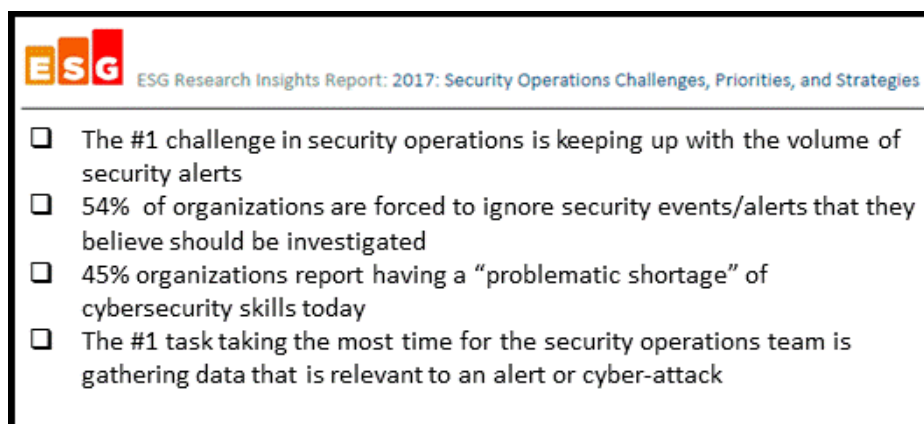 ESG
ESG Research Insights Report: 2017: Security Operations Challenges, Priorities, and Strategies
❑ The #1 challenge in security operations is keeping up with the volume of
security alerts
❑ 54% of organizations are forced to ignore security events/alerts that they
believe should be investigated
❑ 45% organizations report having a “problematic shortage” of
cybersecurity skills today
❑ The #1 task taking the most time for the security operations team is
gathering data that is relevant to an alert or cyber-attack